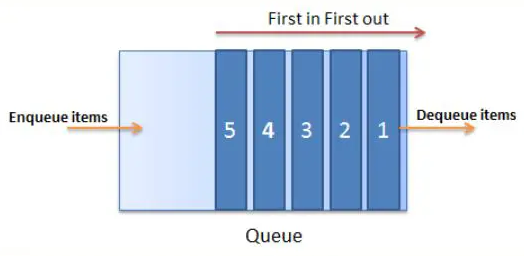 First in First out
Enqueue items
5 4 3 2 1
Dequeue items
Queue